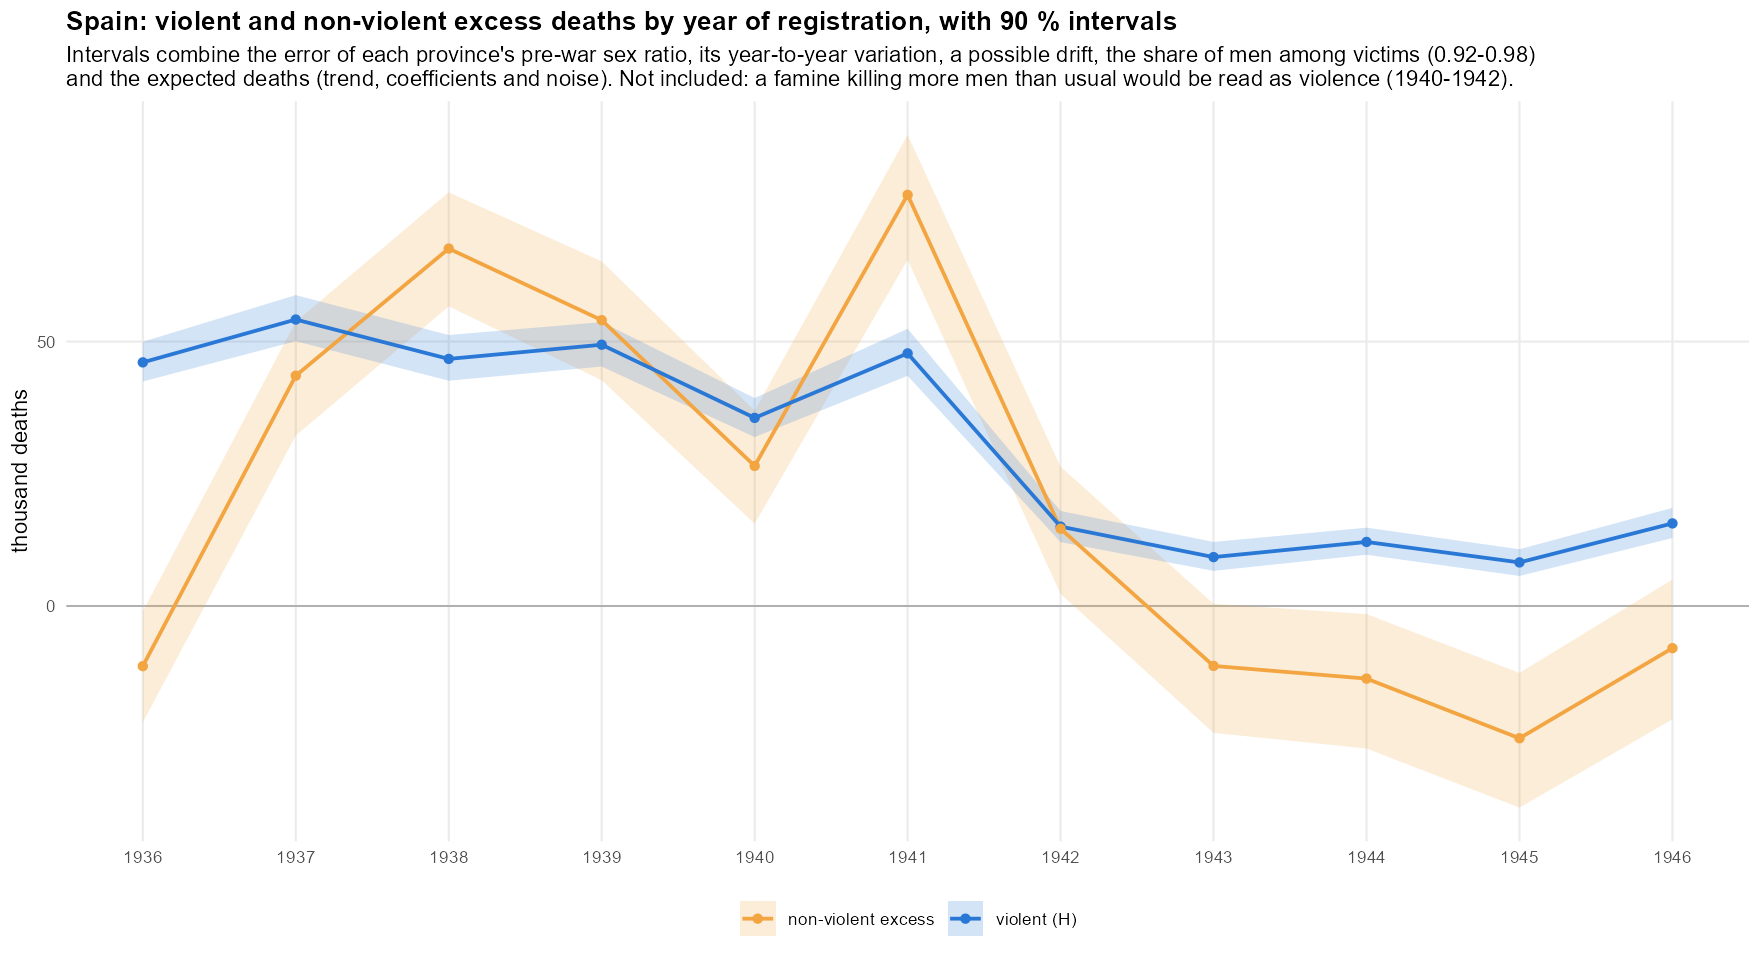 Spain: violent and non-violent excess deaths by year of registration, with 90 % intervals
Intervals combine the error of each province's pre-war sex ratio, its year-to-year variation, a possible drift, the share of men among victims (0.92-0.98)
and the expected deaths (trend, coefficients and noise). Not included: a famine killing more men than usual would be read as violence (1940-1942).
thousand deaths
50
0
1936 1937 1938 1939 1940 1941 1942 1943 1944 1945 1946
non-violent excess violent (H)